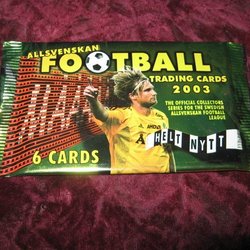 ALLSVENSKAN
FOOTBALL
TRADING CARDS
2003
THE OFFICIAL COLLECTORS
SERIES FOR THE SWEDISH
ALLSVENSKAN FOOTBALL
LEAGUE
HELT NYTT
6 CARDS